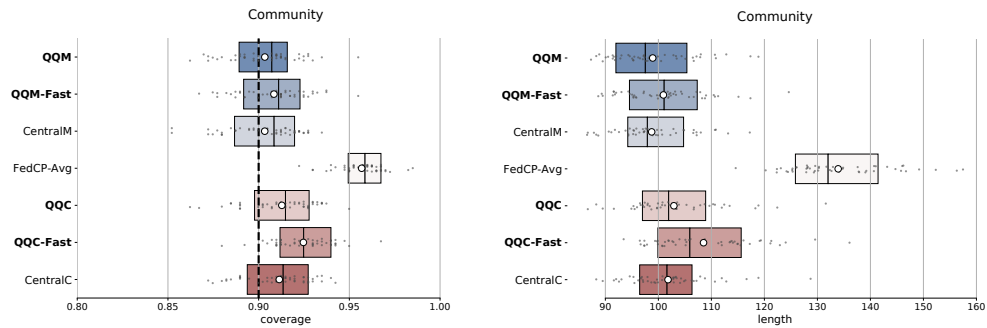 Community
QQM
QQM-Fast
CentralM
FedCP-Avg
QQC
QQC-Fast
CentralC
0.80 0.85 0.90 0.95 1.00
coverage
Community
QQM
QQM-Fast
CentralM
FedCP-Avg
QQC
QQC-Fast
CentralC
90 100 110 120 130 140 150 160
length